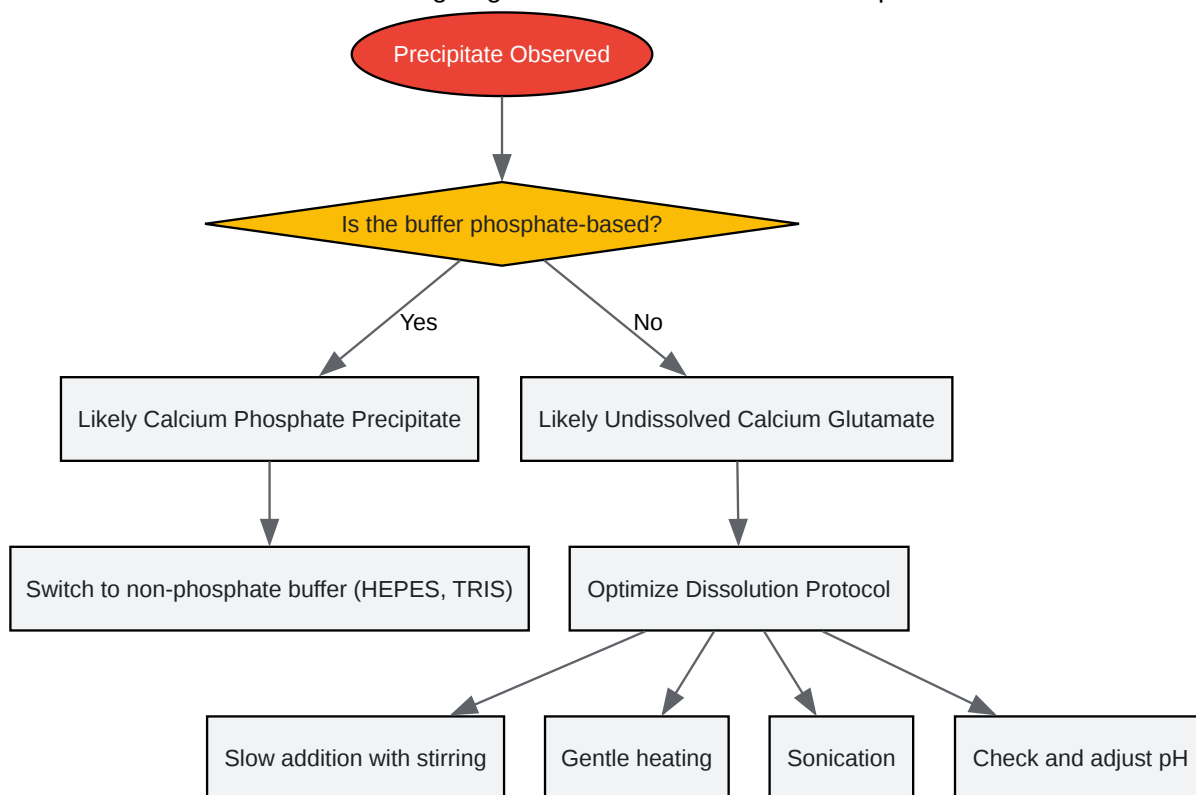 Precipitate Observed
Is the buffer phosphate-based?
Yes
No
Likely Calcium Phosphate Precipitate
Likely Undissolved Calcium Glutamate
Switch to non-phosphate buffer (HEPES, TRIS)
Optimize Dissolution Protocol
Slow addition with stirring
Gentle heating
Sonication
Check and adjust pH